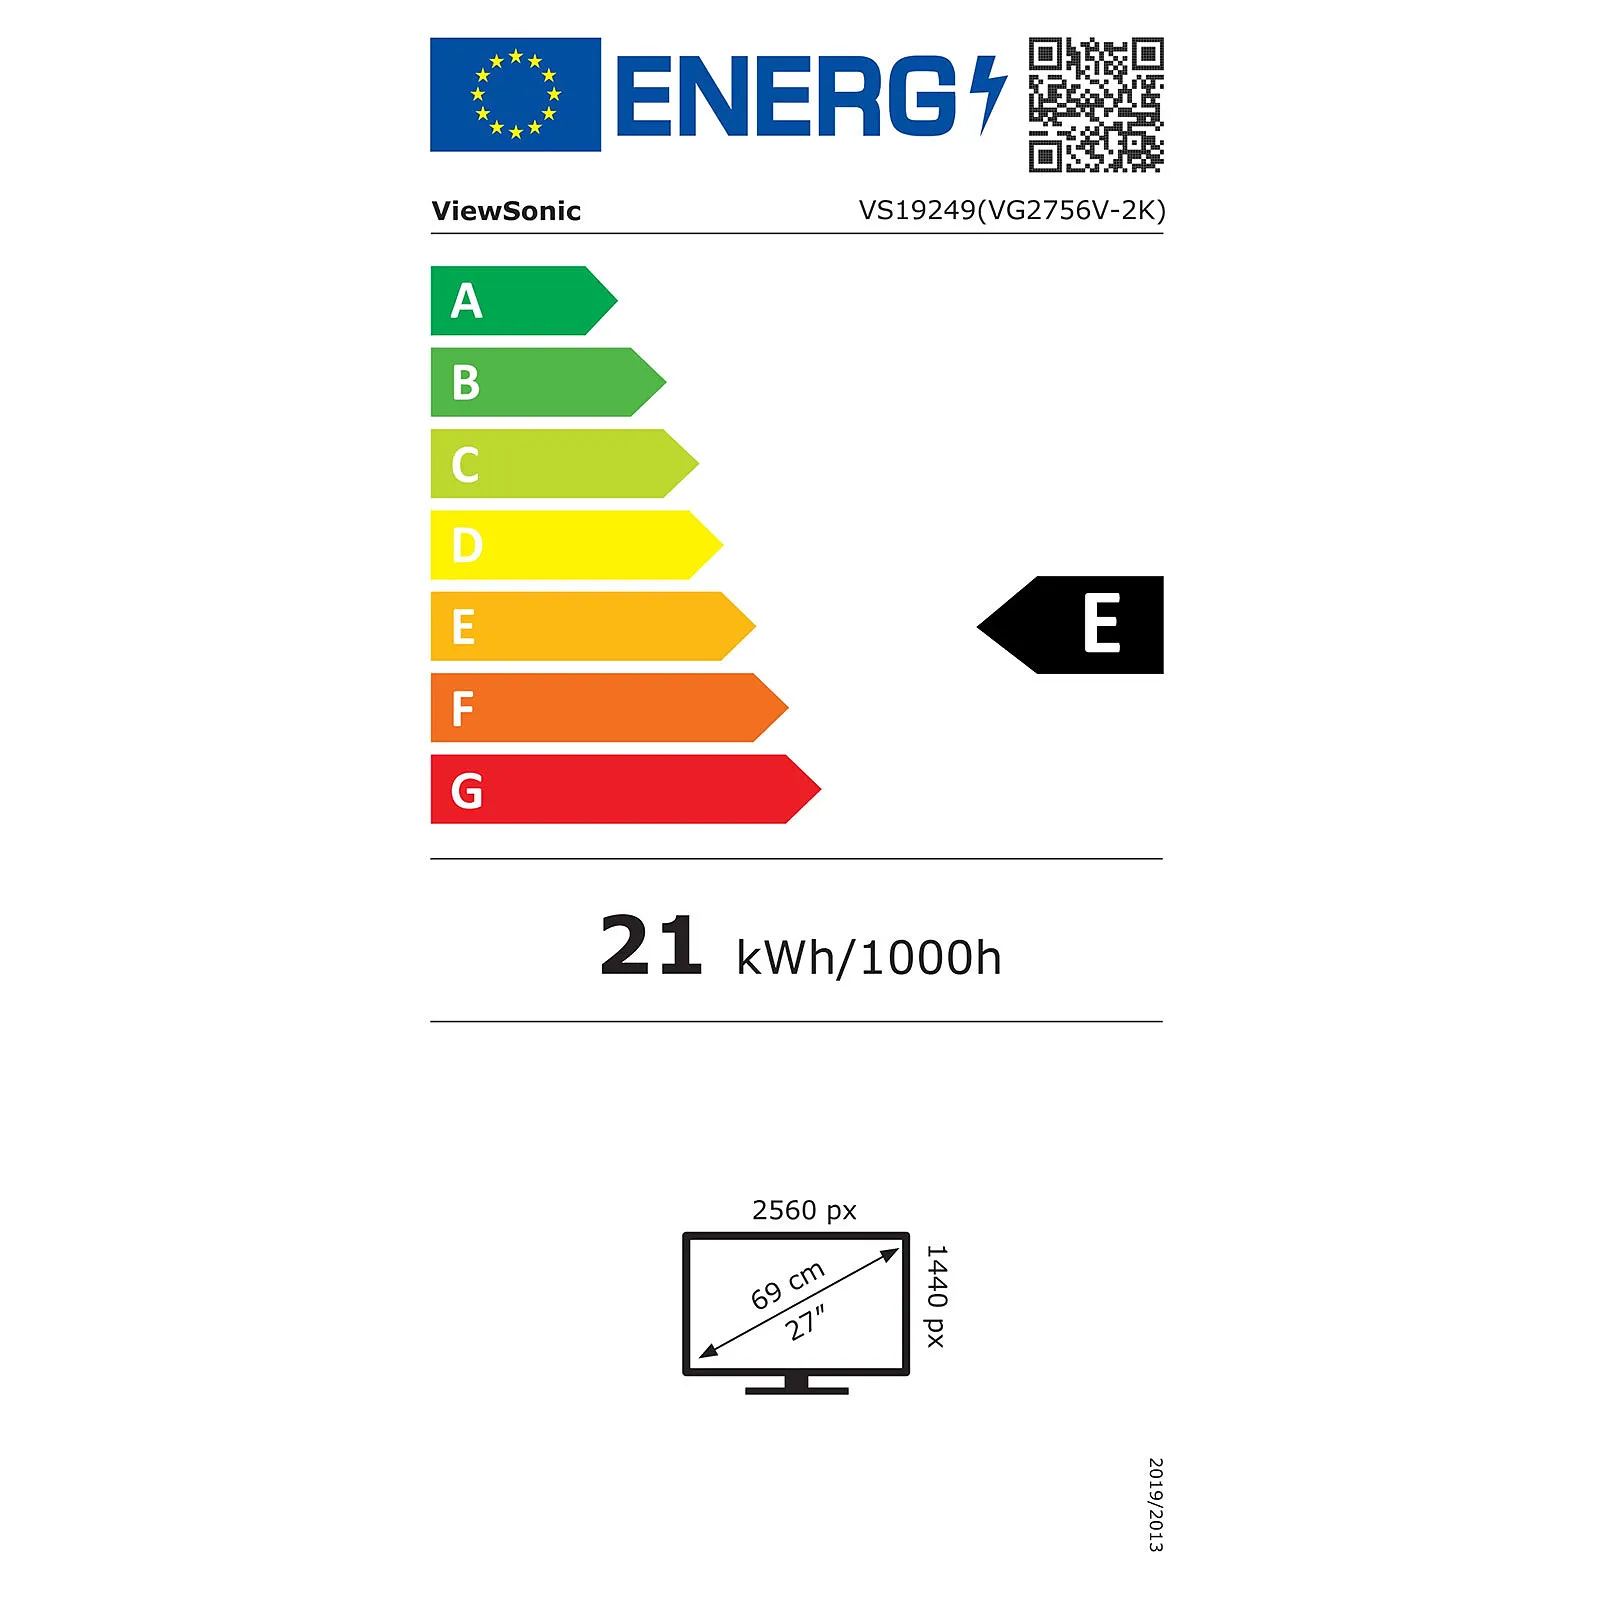 ENERG
ViewSonic VS19249(VG2756V-2K)
A
B
C
D
E
E
F
G
21 kWh/1000h
2560 px
1440 px
69 cm
27"
2019/2013